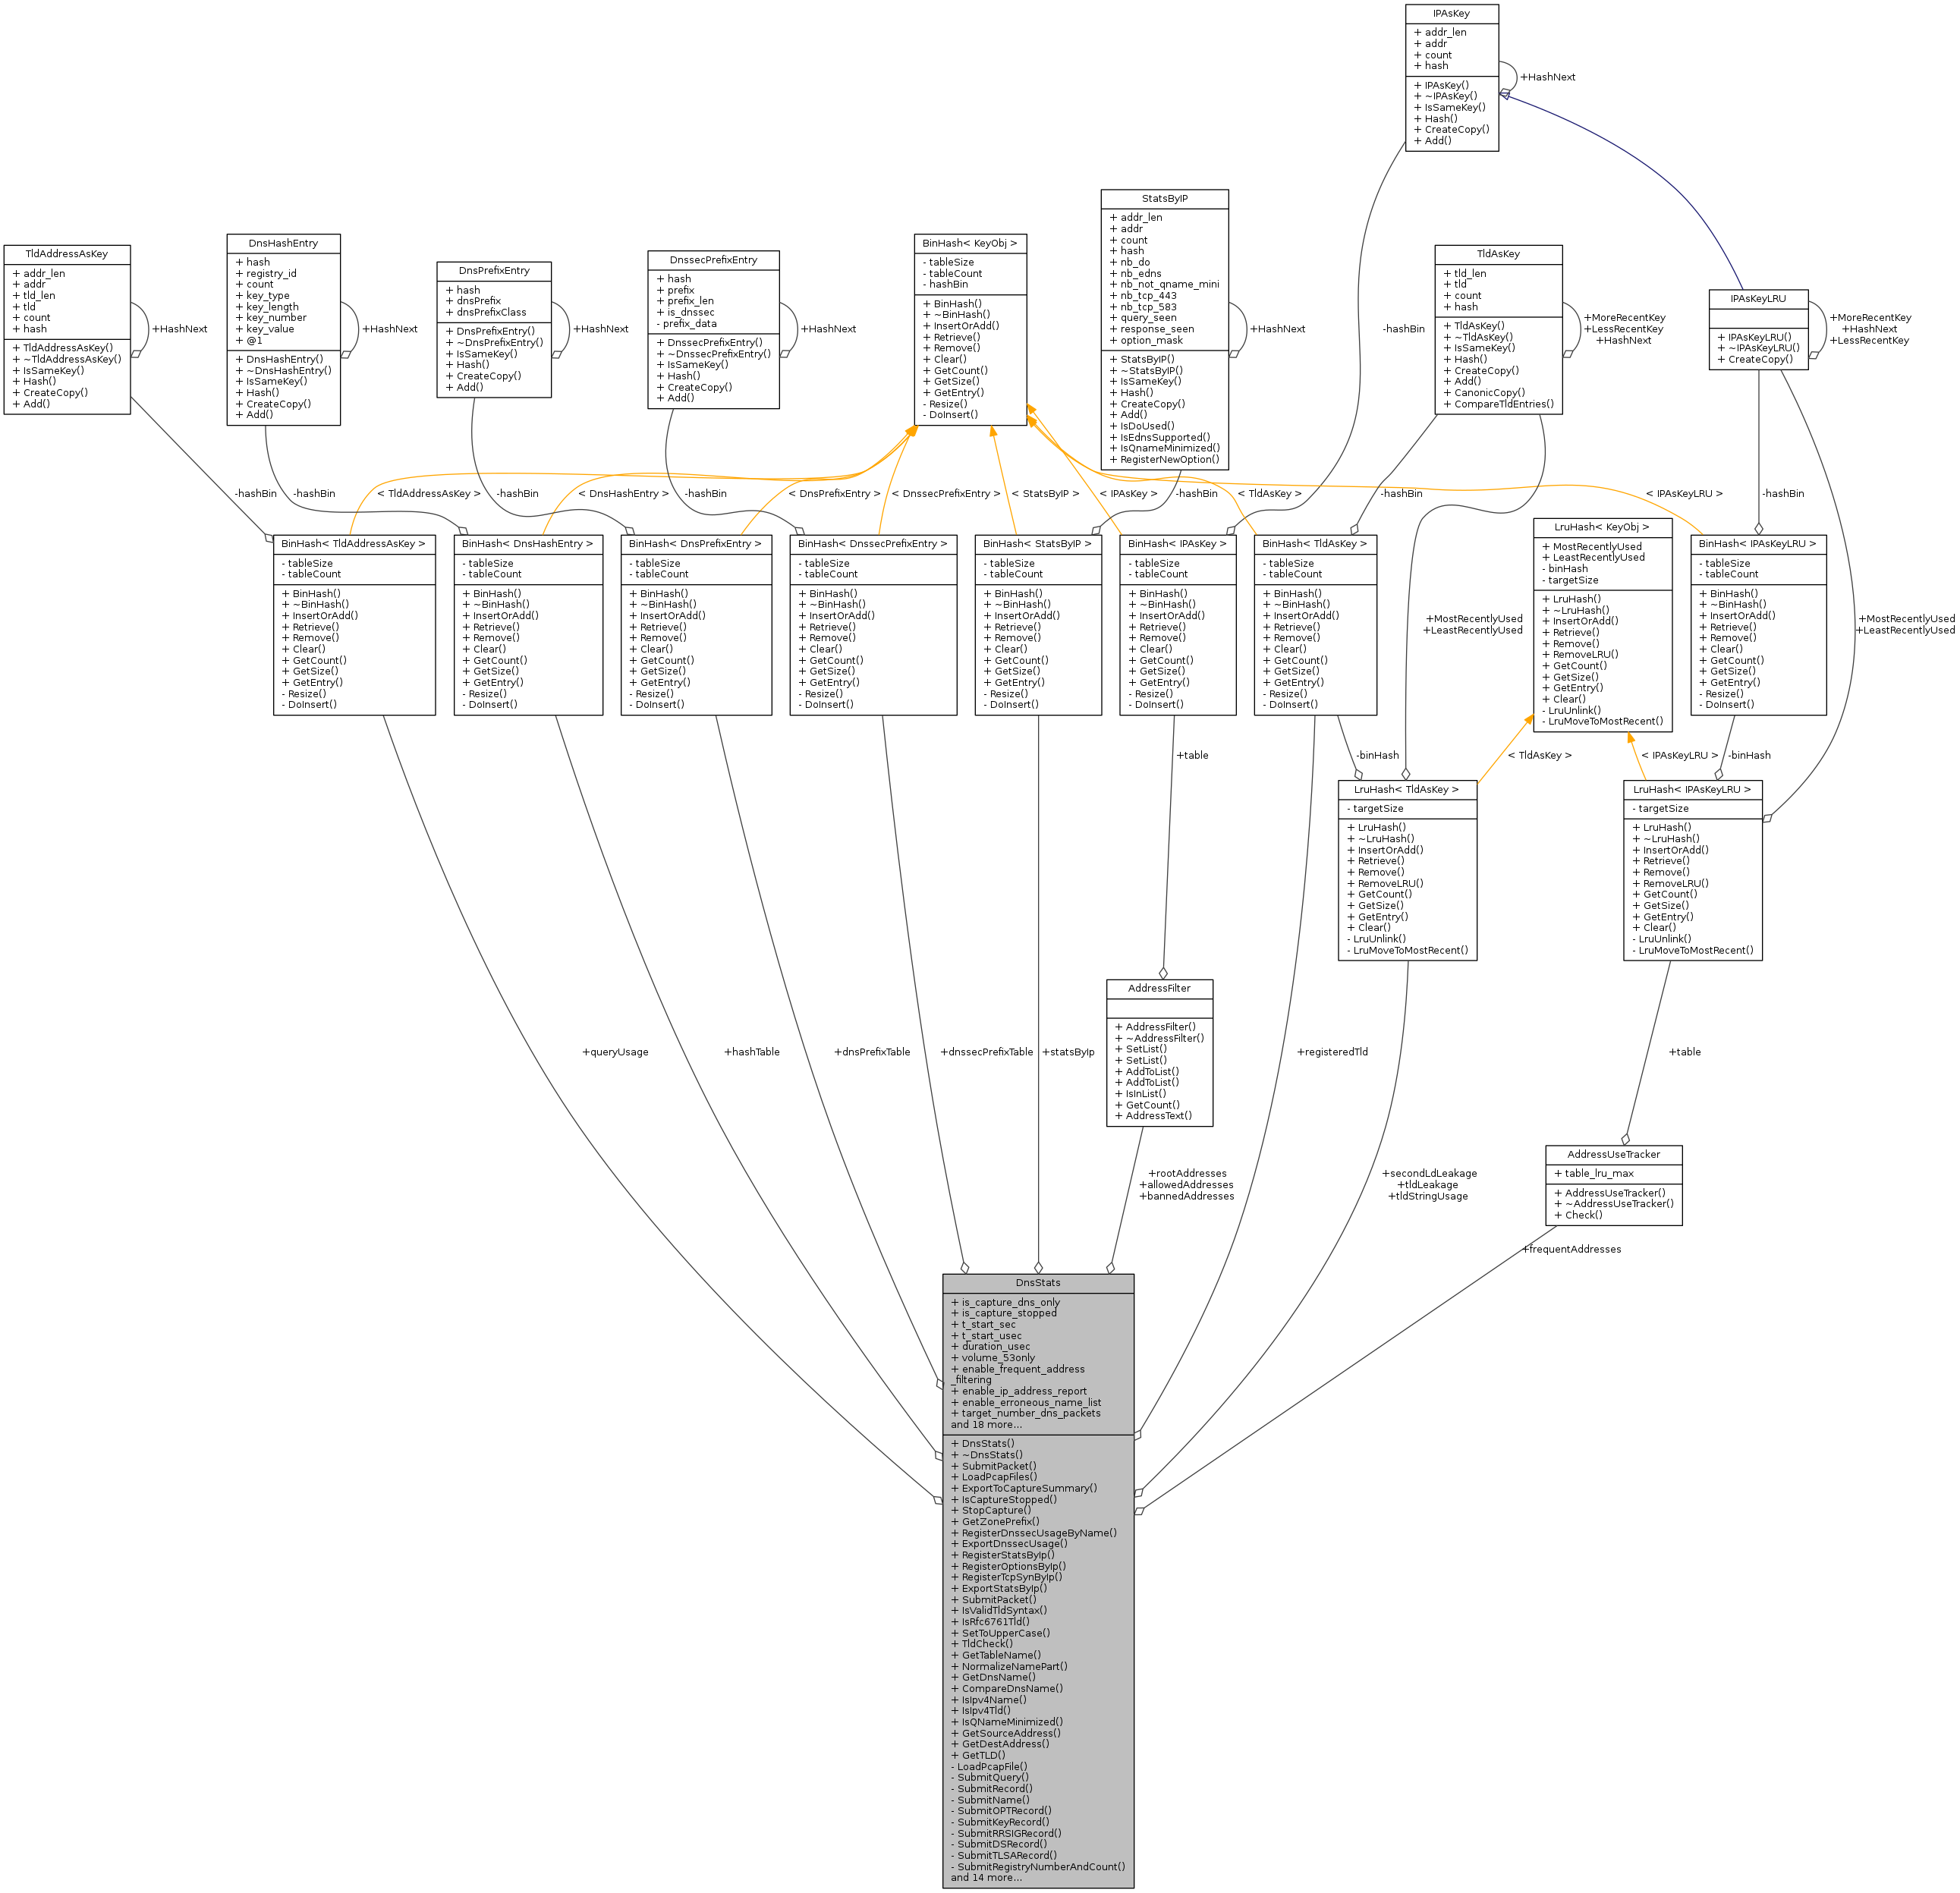 IPAsKey
+ addr_len
+ addr
+ count
+ hash
+ IPAsKey()
+ ~IPAsKey()
+ IsSameKey()
+ Hash()
+ CreateCopy()
+ Add()
+HashNext
StatsByIP
+ addr_len
+ addr
+ count
+ hash
+ nb_do
+ nb_edns
+ nb_not_qname_mini
+ nb_tcp_443
+ nb_tcp_583
+ query_seen
+ response_seen
+ option_mask
+ StatsByIP()
+ ~StatsByIP()
+ IsSameKey()
+ Hash()
+ CreateCopy()
+ Add()
+ IsDoUsed()
+ IsEdnsSupported()
+ IsQnameMinimized()
+ RegisterNewOption()
+HashNext
TldAddressAsKey
+ addr_len
+ addr
+ tld_len
+ tld
+ count
+ hash
+ TldAddressAsKey()
+ ~TldAddressAsKey()
+ IsSameKey()
+ Hash()
+ CreateCopy()
+ Add()
+HashNext
DnsHashEntry
+ hash
+ registry_id
+ count
+ key_type
+ key_length
+ key_number
+ key_value
+ @1
+ DnsHashEntry()
+ ~DnsHashEntry()
+ IsSameKey()
+ Hash()
+ CreateCopy()
+ Add()
+HashNext
DnsPrefixEntry
+ hash
+ dnsPrefix
+ dnsPrefixClass
+ DnsPrefixEntry()
+ ~DnsPrefixEntry()
+ IsSameKey()
+ Hash()
+ CreateCopy()
+ Add()
+HashNext
DnssecPrefixEntry
+ hash
+ prefix
+ prefix_len
+ is_dnssec
- prefix_data
+ DnssecPrefixEntry()
+ ~DnssecPrefixEntry()
+ IsSameKey()
+ Hash()
+ CreateCopy()
+ Add()
+HashNext
BinHash< KeyObj >
- tableSize
- tableCount
- hashBin
+ BinHash()
+ ~BinHash()
+ InsertOrAdd()
+ Retrieve()
+ Remove()
+ Clear()
+ GetCount()
+ GetSize()
+ GetEntry()
- Resize()
- DoInsert()
-hashBin
TldAsKey
+ tld_len
+ tld
+ count
+ hash
+ TldAsKey()
+ ~TldAsKey()
+ IsSameKey()
+ Hash()
+ CreateCopy()
+ Add()
+ CanonicCopy()
+ CompareTldEntries()
+MoreRecentKey
+LessRecentKey
+HashNext
IPAsKeyLRU
+ IPAsKeyLRU()
+ ~IPAsKeyLRU()
+ CreateCopy()
+MoreRecentKey
+HashNext
+LessRecentKey
-hashBin
-hashBin
< TldAddressAsKey >
-hashBin
< DnsHashEntry >
-hashBin
< DnsPrefixEntry >
< DnssecPrefixEntry >
< StatsByIP >
< IPAsKey >
-hashBin
< TldAsKey >
-hashBin
< IPAsKeyLRU >
-hashBin
BinHash< TldAddressAsKey >
- tableSize
- tableCount
+ BinHash()
+ ~BinHash()
+ InsertOrAdd()
+ Retrieve()
+ Remove()
+ Clear()
+ GetCount()
+ GetSize()
+ GetEntry()
- Resize()
- DoInsert()
BinHash< DnsHashEntry >
- tableSize
- tableCount
+ BinHash()
+ ~BinHash()
+ InsertOrAdd()
+ Retrieve()
+ Remove()
+ Clear()
+ GetCount()
+ GetSize()
+ GetEntry()
- Resize()
- DoInsert()
BinHash< DnsPrefixEntry >
- tableSize
- tableCount
+ BinHash()
+ ~BinHash()
+ InsertOrAdd()
+ Retrieve()
+ Remove()
+ Clear()
+ GetCount()
+ GetSize()
+ GetEntry()
- Resize()
- DoInsert()
BinHash< DnssecPrefixEntry >
- tableSize
- tableCount
+ BinHash()
+ ~BinHash()
+ InsertOrAdd()
+ Retrieve()
+ Remove()
+ Clear()
+ GetCount()
+ GetSize()
+ GetEntry()
- Resize()
- DoInsert()
BinHash< StatsByIP >
- tableSize
- tableCount
+ BinHash()
+ ~BinHash()
+ InsertOrAdd()
+ Retrieve()
+ Remove()
+ Clear()
+ GetCount()
+ GetSize()
+ GetEntry()
- Resize()
- DoInsert()
BinHash< IPAsKey >
- tableSize
- tableCount
+ BinHash()
+ ~BinHash()
+ InsertOrAdd()
+ Retrieve()
+ Remove()
+ Clear()
+ GetCount()
+ GetSize()
+ GetEntry()
- Resize()
- DoInsert()
BinHash< TldAsKey >
- tableSize
- tableCount
+ BinHash()
+ ~BinHash()
+ InsertOrAdd()
+ Retrieve()
+ Remove()
+ Clear()
+ GetCount()
+ GetSize()
+ GetEntry()
- Resize()
- DoInsert()
+MostRecentlyUsed
+LeastRecentlyUsed
LruHash< KeyObj >
+ MostRecentlyUsed
+ LeastRecentlyUsed
- binHash
- targetSize
+ LruHash()
+ ~LruHash()
+ InsertOrAdd()
+ Retrieve()
+ Remove()
+ RemoveLRU()
+ GetCount()
+ GetSize()
+ GetEntry()
+ Clear()
- LruUnlink()
- LruMoveToMostRecent()
BinHash< IPAsKeyLRU >
- tableSize
- tableCount
+ BinHash()
+ ~BinHash()
+ InsertOrAdd()
+ Retrieve()
+ Remove()
+ Clear()
+ GetCount()
+ GetSize()
+ GetEntry()
- Resize()
- DoInsert()
+MostRecentlyUsed
+LeastRecentlyUsed
+table
-binHash
< TldAsKey >
< IPAsKeyLRU >
-binHash
LruHash< TldAsKey >
- targetSize
+ LruHash()
+ ~LruHash()
+ InsertOrAdd()
+ Retrieve()
+ Remove()
+ RemoveLRU()
+ GetCount()
+ GetSize()
+ GetEntry()
+ Clear()
- LruUnlink()
- LruMoveToMostRecent()
LruHash< IPAsKeyLRU >
- targetSize
+ LruHash()
+ ~LruHash()
+ InsertOrAdd()
+ Retrieve()
+ Remove()
+ RemoveLRU()
+ GetCount()
+ GetSize()
+ GetEntry()
+ Clear()
- LruUnlink()
- LruMoveToMostRecent()
AddressFilter
+ AddressFilter()
+ ~AddressFilter()
+ SetList()
+ SetList()
+ AddToList()
+ AddToList()
+ IsInList()
+ GetCount()
+ AddressText()
+queryUsage
+hashTable
+dnsPrefixTable
+dnssecPrefixTable
+statsByIp
+registeredTld
+table
+rootAddresses
+allowedAddresses
+bannedAddresses
+secondLdLeakage
+tldLeakage
+tldStringUsage
AddressUseTracker
+ table_lru_max
+ AddressUseTracker()
+ ~AddressUseTracker()
+ Check()
+frequentAddresses
DnsStats
+ is_capture_dns_only
+ is_capture_stopped
+ t_start_sec
+ t_start_usec
+ duration_usec
+ volume_53only
+ enable_frequent_address
_filtering
+ enable_ip_address_report
+ enable_erroneous_name_list
+ target_number_dns_packets
and 18 more...
+ DnsStats()
+ ~DnsStats()
+ SubmitPacket()
+ LoadPcapFiles()
+ ExportToCaptureSummary()
+ IsCaptureStopped()
+ StopCapture()
+ GetZonePrefix()
+ RegisterDnssecUsageByName()
+ ExportDnssecUsage()
+ RegisterStatsByIp()
+ RegisterOptionsByIp()
+ RegisterTcpSynByIp()
+ ExportStatsByIp()
+ SubmitPacket()
+ IsValidTldSyntax()
+ IsRfc6761Tld()
+ SetToUpperCase()
+ TldCheck()
+ GetTableName()
+ NormalizeNamePart()
+ GetDnsName()
+ CompareDnsName()
+ IsIpv4Name()
+ IsIpv4Tld()
+ IsQNameMinimized()
+ GetSourceAddress()
+ GetDestAddress()
+ GetTLD()
- LoadPcapFile()
- SubmitQuery()
- SubmitRecord()
- SubmitName()
- SubmitOPTRecord()
- SubmitKeyRecord()
- SubmitRRSIGRecord()
- SubmitDSRecord()
- SubmitTLSARecord()
- SubmitRegistryNumberAndCount()
and 14 more...